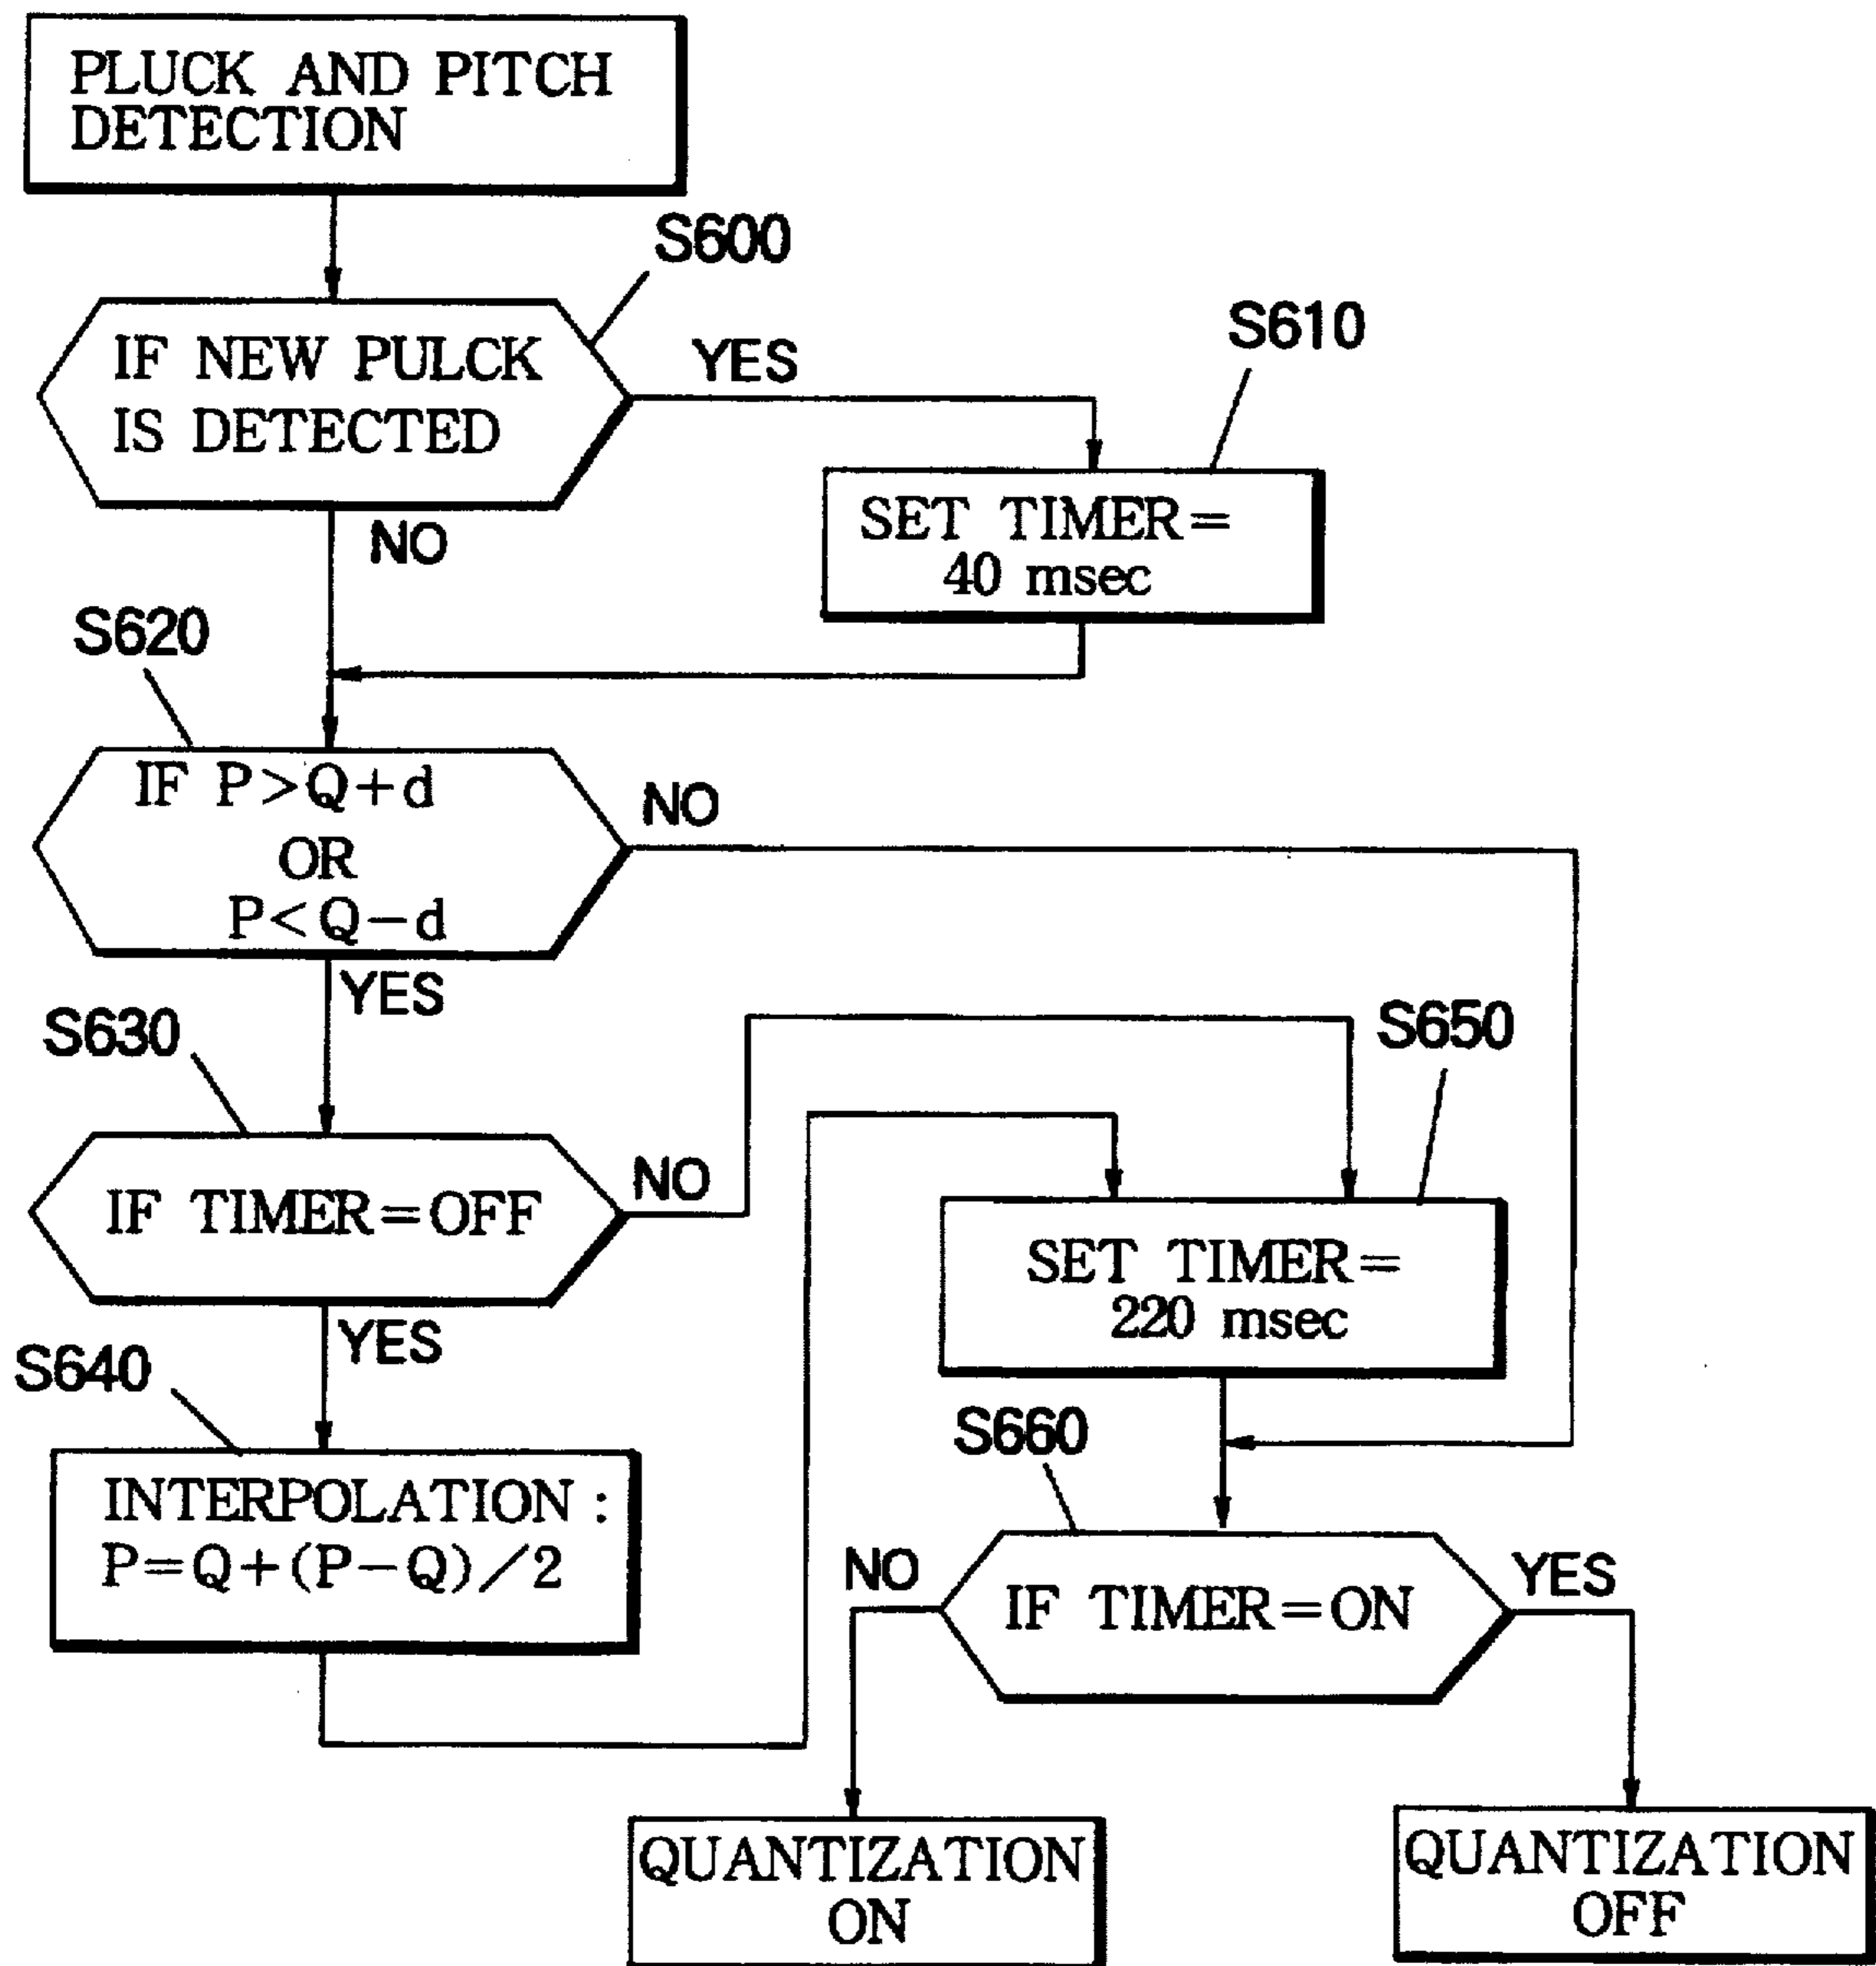 PLUCK AND PITCH
DETECTION
S600
IF NEW PULCK
IS DETECTED
YES
NO
S610
SET TIMER=
40 msec
S620
IF P>Q+d
OR
P<Q-d
NO
YES
S630
IF TIMER=OFF
NO
YES
S640
INTERPOLATION :
P=Q+(P-Q)/2
S650
SET TIMER=
220 msec
S660
IF TIMER=ON
NO
YES
QUANTIZATION
ON
QUANTIZATION
OFF